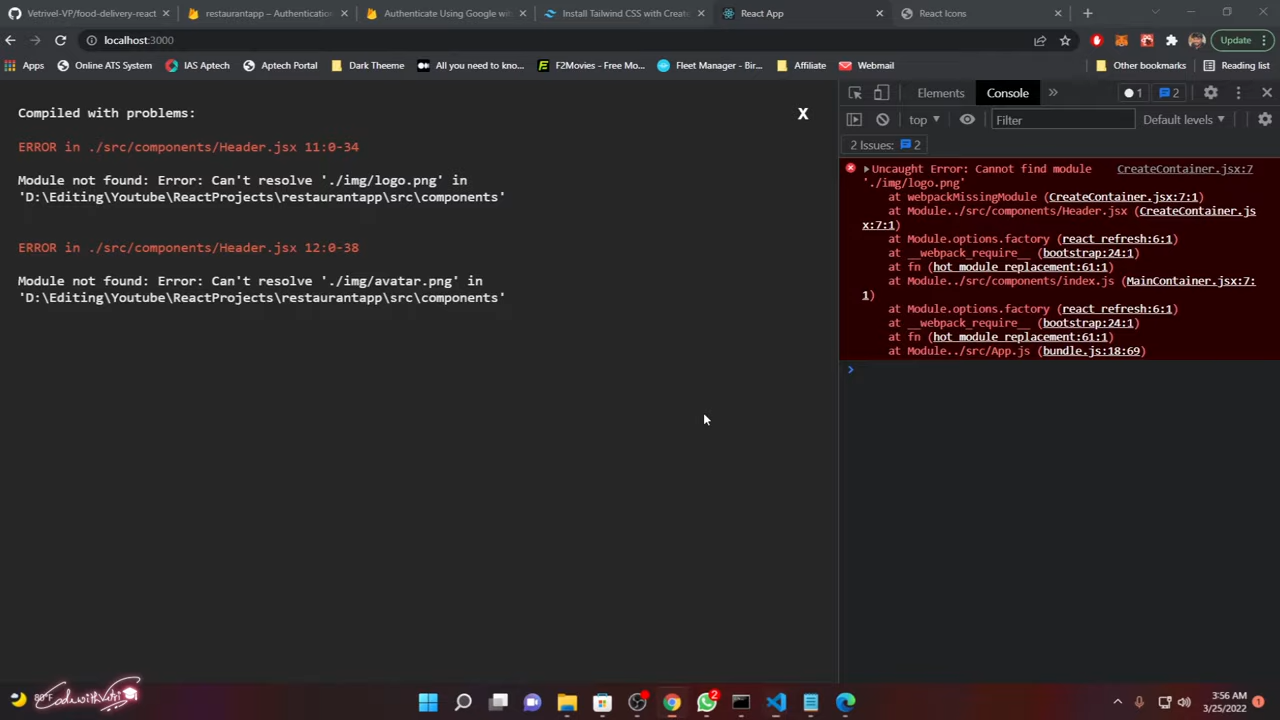 Vetrivel-VP/food-delivery-react
restaurantapp – Authentication
Authenticate Using Google with
Install Tailwind CSS with Create
React App
React Icons
localhost:3000
Update
Apps
Online ATS System
IAS Aptech
Aptech Portal
Dark Theeme
All you need to kno...
F2Movies - Free Mo...
Fleet Manager - Bir...
Affiliate
Webmail
Other bookmarks
Reading list
Compiled with problems:
X
ERROR in ./src/components/Header.jsx 11:0-34
Module not found: Error: Can't resolve './img/logo.png' in
'D:\Editing\Youtube\ReactProjects\restaurantapp\src\components'
ERROR in ./src/components/Header.jsx 12:0-38
Module not found: Error: Can't resolve './img/avatar.png' in
'D:\Editing\Youtube\ReactProjects\restaurantapp\src\components'
Elements
Console
1
2
top
Filter
Default levels
2 Issues: 2
Uncaught Error: Cannot find module CreateContainer.jsx:7
'./img/logo.png'
at webpackMissingModule (CreateContainer.jsx:7:1)
at Module../src/components/Header.jsx (CreateContainer.js
x:7:1)
at Module.options.factory (react refresh:6:1)
at __webpack_require__ (bootstrap:24:1)
at fn (hot module replacement:61:1)
at Module../src/components/index.js (MainContainer.jsx:7:
1)
at Module.options.factory (react refresh:6:1)
at __webpack_require__ (bootstrap:24:1)
at fn (hot module replacement:61:1)
at Module../src/App.js (bundle.js:18:69)
80°F
CodewithVetri
2
3:56 AM
3/25/2022
1